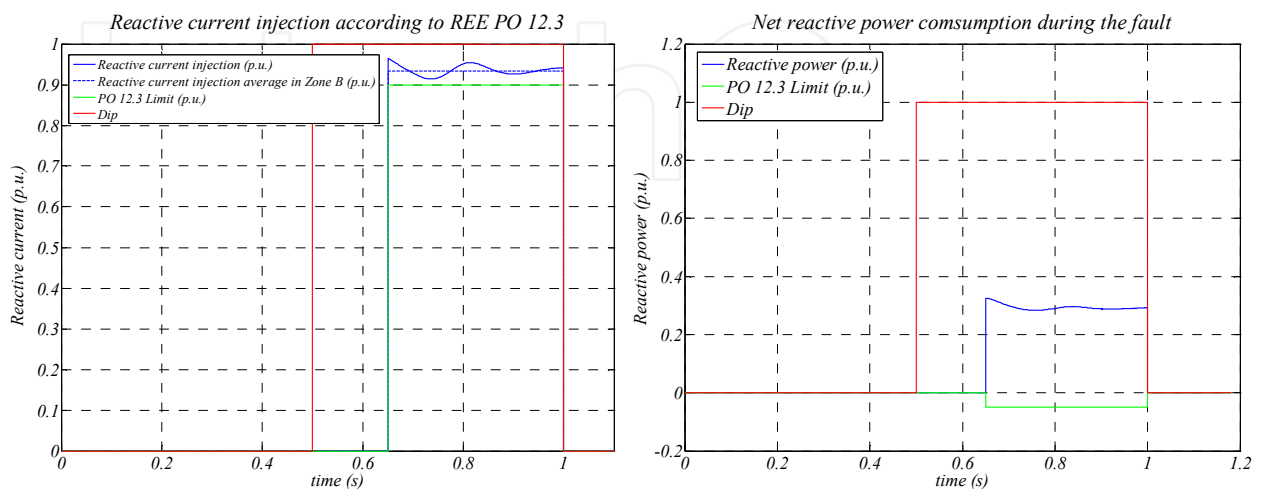 Reactive current injection according to REE PO 12.3
1
0.9
0.8
0.7
0.6
0.5
0.4
0.3
0.2
0.1
0
Reactive current (p.u.)
Reactive current injection (p.u.)
Reactive current injection average in Zone B (p.u.)
PO 12.3 Limit (p.u.)
Dip
0 0.2 0.4 0.6 0.8 1
time (s)
Net reactive power comsumption during the fault
1.2
1
0.8
0.6
0.4
0.2
0
-0.2
Reactive power (p.u.)
Reactive power (p.u.)
PO 12.3 Limit (p.u.)
Dip
0 0.2 0.4 0.6 0.8 1 1.2
time (s)